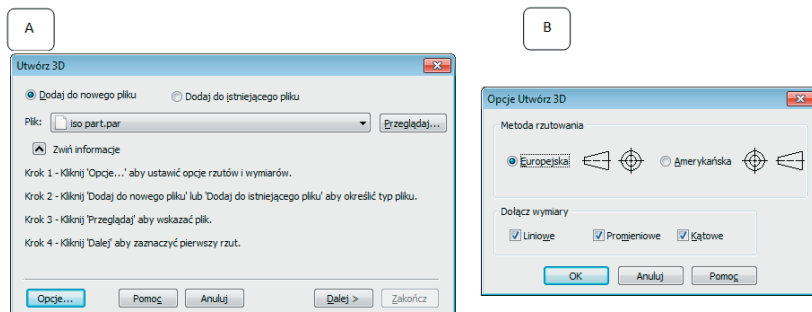 A
B
Utwórz 3D
Dodaj do nowego pliku
Dodaj do istniejącego pliku
Plik:
iso part.par
Przeglądaj...
Zwiń informacje
Krok 1 - Kliknij 'Opcje...' aby ustawić opcje rzutów i wymiarów.
Krok 2 - Kliknij 'Dodaj do nowego pliku' lub 'Dodaj do istniejącego pliku' aby określić typ pliku.
Krok 3 - Kliknij 'Przeglądaj' aby wskazać plik.
Krok 4 - Kliknij 'Dalej' aby zaznaczyć pierwszy rzut.
Opcje...
Pomoc
Anuluj
Dalej >
Zakończ
Opcje Utwórz 3D
Metoda rzutowania
Europejska
Amerykańska
Dołącz wymiary
Liniowe
Promieniowe
Kątowe
OK
Anuluj
Pomoc